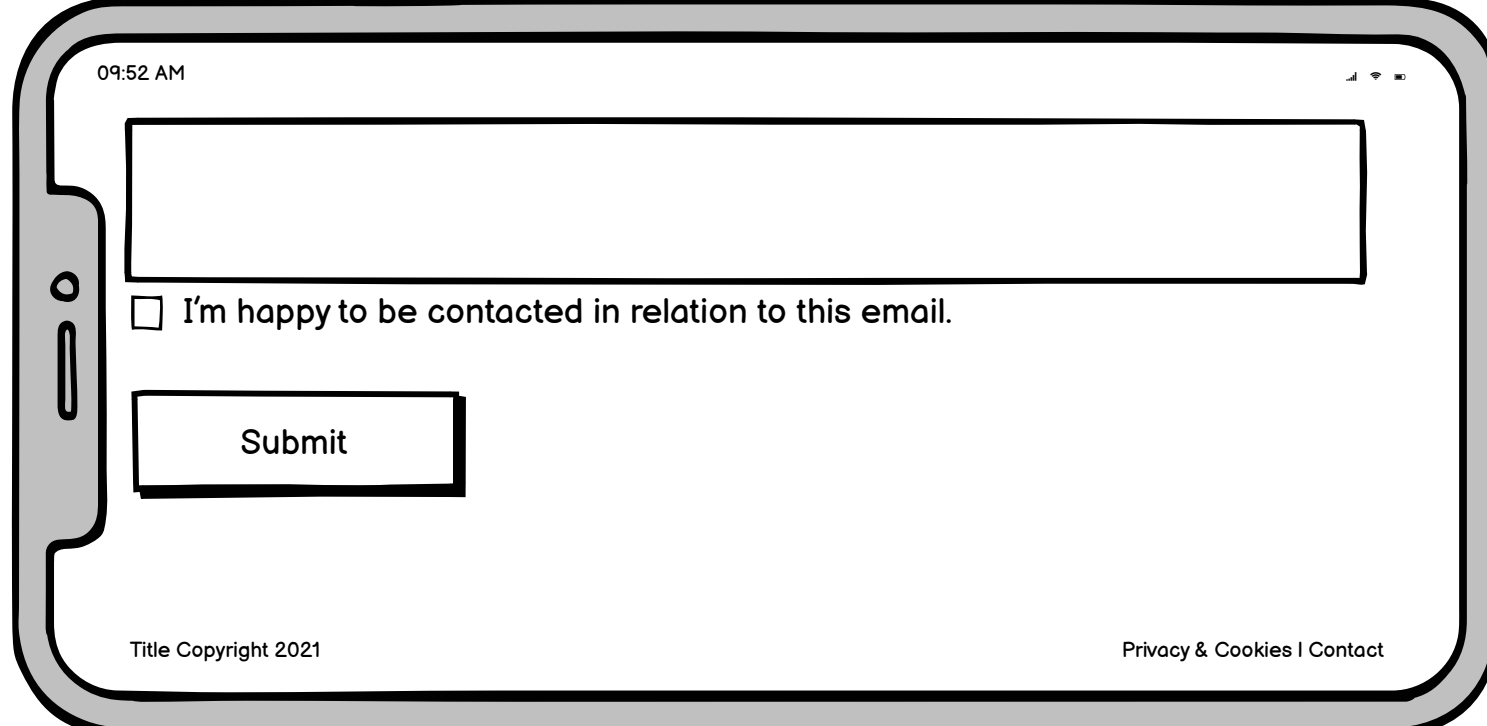 09:52 AM
I'm happy to be contacted in relation to this email.
Submit
Title Copyright 2021
Privacy & Cookies | Contact